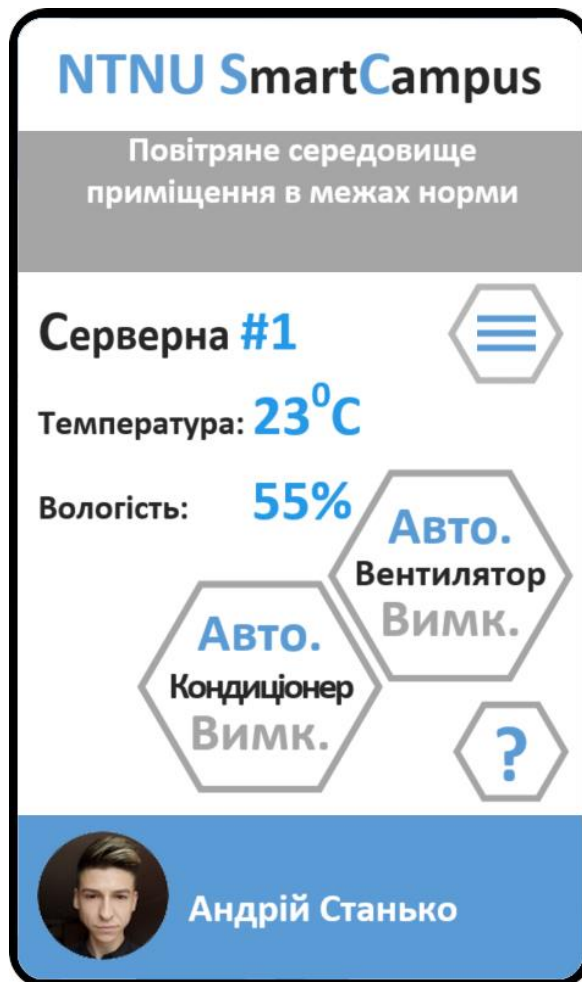 NTNU SmartCampus
Повітряне середовище
приміщення в межах норми
Серверна #1
Температура: 23⁰C
Вологість: 55%
Авто.
Вентилятор
Вимк.
Авто.
Кондиціонер
Вимк.
?
Андрій Станько